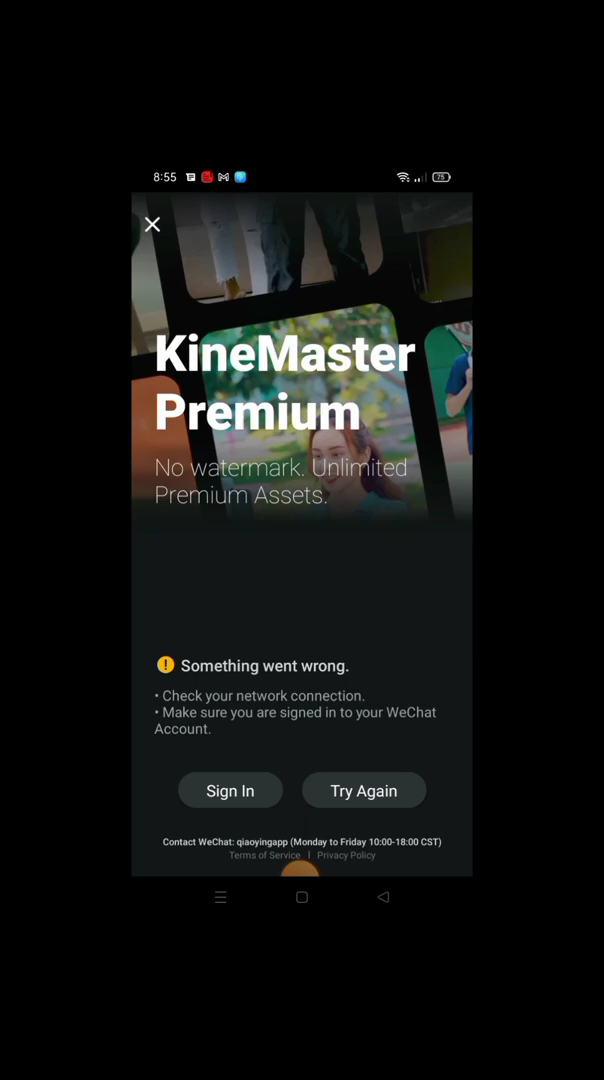 8:55
75
KineMaster
Premium
No watermark. Unlimited
Premium Assets.
Something went wrong.
• Check your network connection.
• Make sure you are signed in to your WeChat
Account.
Sign In
Try Again
Contact WeChat: qiaoyingapp (Monday to Friday 10:00-18:00 CST)
Terms of Service | Privacy Policy